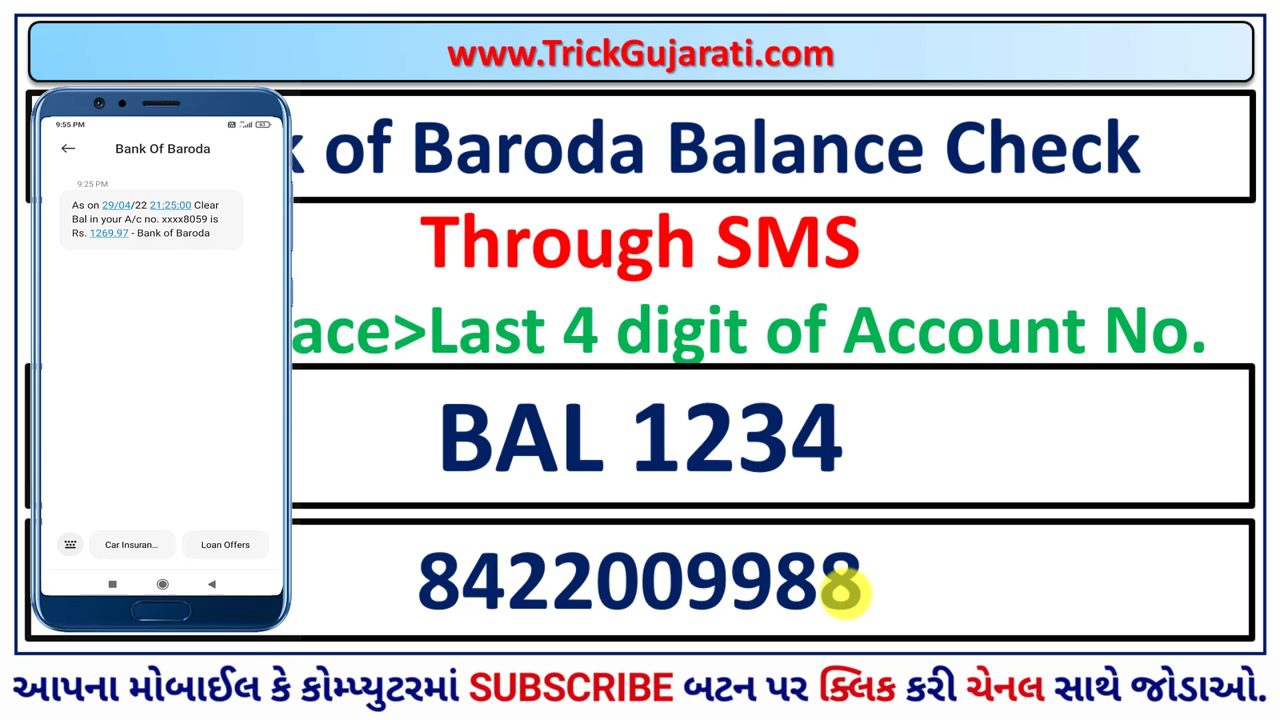 www.TrickGujarati.com
of Baroda Balance Check
Through SMS
>Last 4 digit of Account No.
BAL 1234
8422009988
9:55 PM
Bank Of Baroda
9:25 PM
As on 29/04/22 21:25:00 Clear
Bal in your A/c no. xxxx8059 is
Rs. 1269.97 - Bank of Baroda
Car Insuran...
Loan Offers
આપના મોબાઈલ કે કોમ્પ્યુટરમાં SUBSCRIBE બટન પર ક્લિક કરી ચેનલ સાથે જોડાઓ.